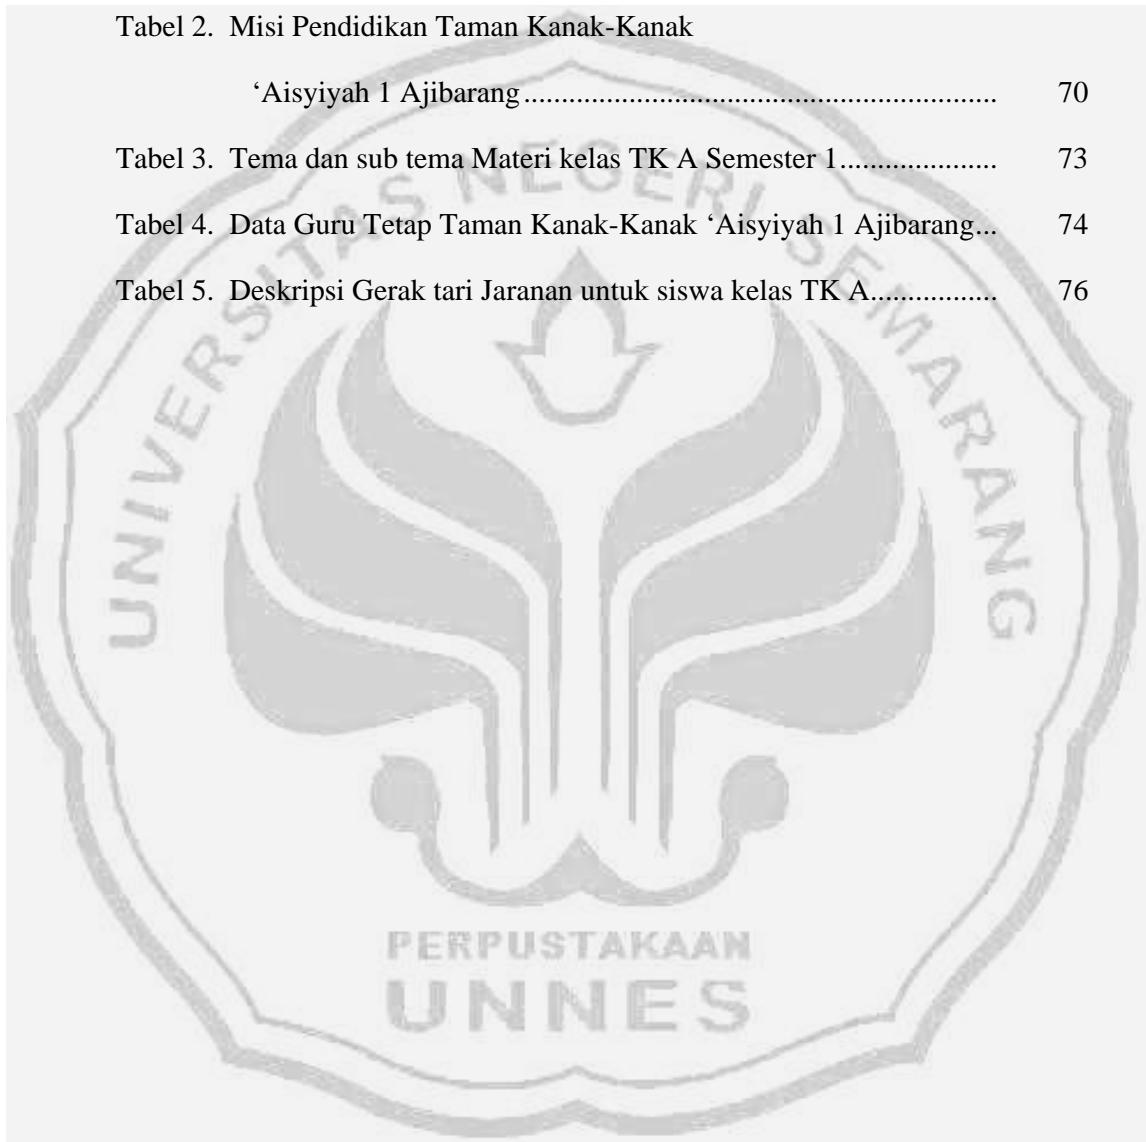 Tabel 2. Misi Pendidikan Taman Kanak-Kanak
‘Aisyiyah 1 Ajibarang ............................................................... 70
Tabel 3. Tema dan sub tema Materi kelas TK A Semester 1..................... 73
Tabel 4. Data Guru Tetap Taman Kanak-Kanak ‘Aisyiyah 1 Ajibarang... 74
Tabel 5. Deskripsi Gerak tari Jaranan untuk siswa kelas TK A................. 76
UNIVERSITAS NEGERI SEMARANG
PERPUSTAKAAN
UNNES